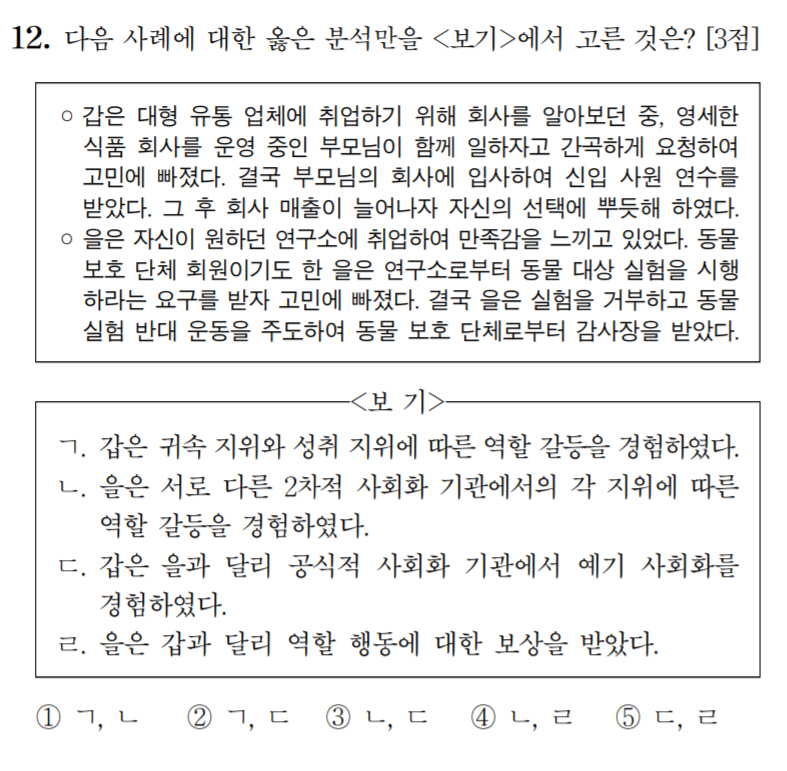 12. 다음 사례에 대한 옳은 분석만을 <보기>에서 고른 것은? [3점]
○ 갑은 대형 유통 업체에 취업하기 위해 회사를 알아보던 중, 영세한
식품 회사를 운영 중인 부모님이 함께 일하자고 간곡하게 요청하여
고민에 빠졌다. 결국 부모님의 회사에 입사하여 신입 사원 연수를
받았다. 그 후 회사 매출이 늘어나자 자신의 선택에 뿌듯해 하였다.
○ 을은 자신이 원하던 연구소에 취업하여 만족감을 느끼고 있었다. 동물
보호 단체 회원이기도 한 을은 연구소로부터 동물 대상 실험을 시행
하라는 요구를 받자 고민에 빠졌다. 결국 을은 실험을 거부하고 동물
실험 반대 운동을 주도하여 동물 보호 단체로부터 감사장을 받았다.
<보 기>
ㄱ. 갑은 귀속 지위와 성취 지위에 따른 역할 갈등을 경험하였다.
ㄴ. 을은 서로 다른 2차적 사회화 기관에서의 각 지위에 따른
역할 갈등을 경험하였다.
ㄷ. 갑은 을과 달리 공식적 사회화 기관에서 예기 사회화를
경험하였다.
ㄹ. 을은 갑과 달리 역할 행동에 대한 보상을 받았다.
① ㄱ, ㄴ ② ㄱ, ㄷ ③ ㄴ, ㄷ ④ ㄴ, ㄹ ⑤ ㄷ, ㄹ